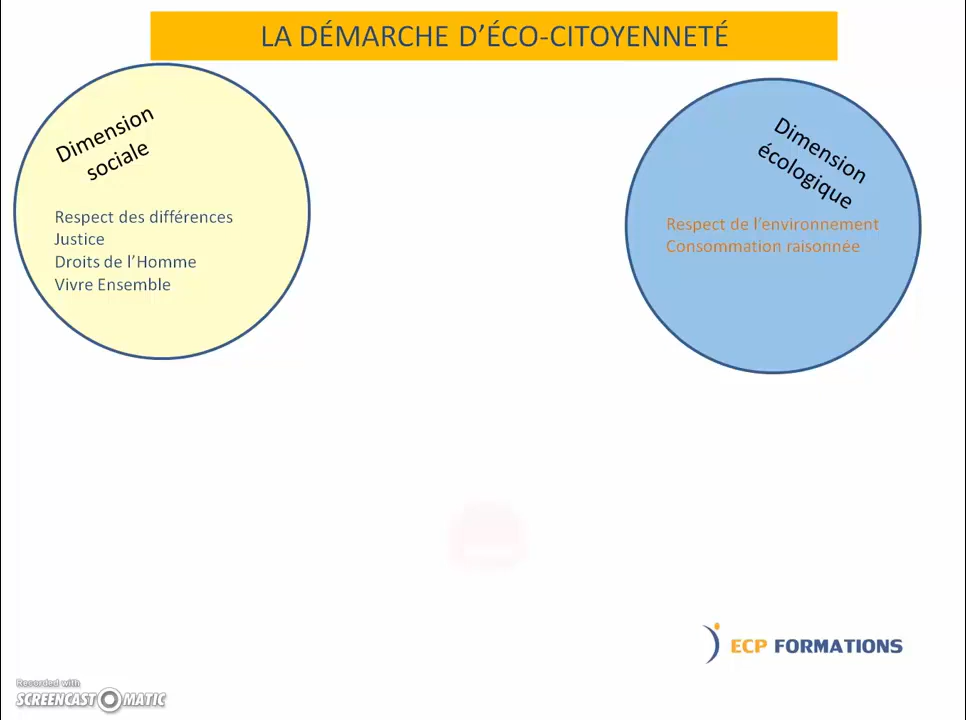 LA DÉMARCHE D'ÉCO-CITOYENNETÉ
Dimension
sociale
Respect des différences
Justice
Droits de l'Homme
Vivre Ensemble
Dimension
écologique
Respect de l'environnement
Consommation raisonnée
ECP FORMATIONS
Recorded with
SCREENCAST-O-MATIC